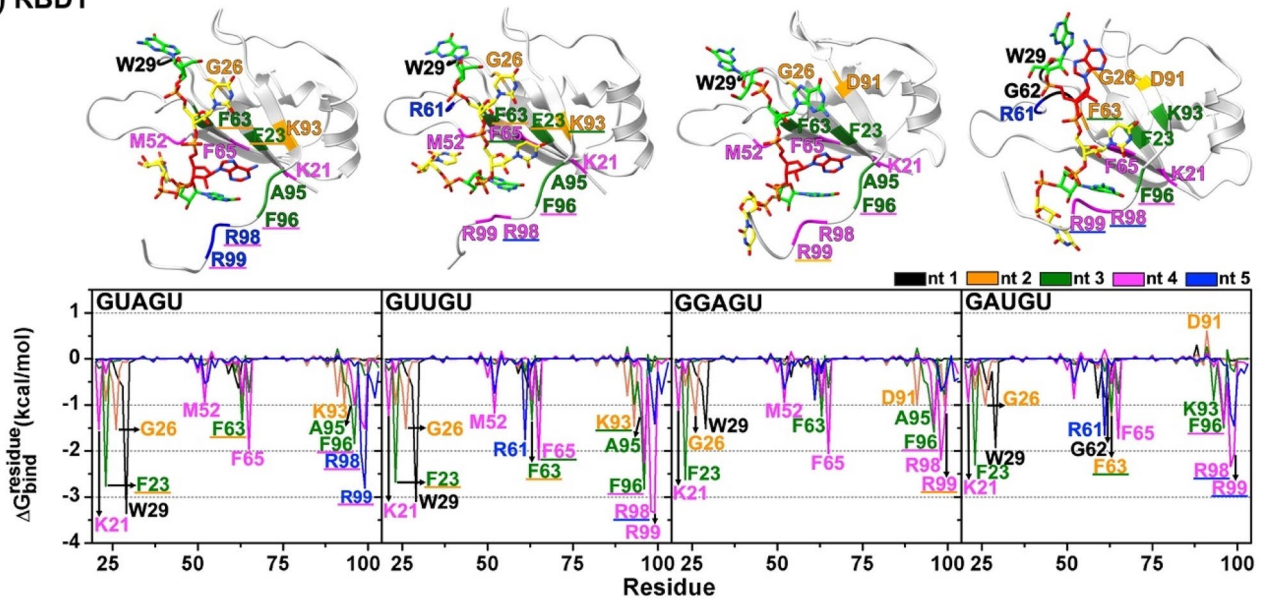 ) RBD1
W29 G26
F63 F23 K93
M52 F65 K21
A95
F96
R98
R99
W29 G26
R61 F63 F23 K93
M52 F65 K21
A95
F96
R99 R98
W29 G26 D91
F63 F23
M52 F65 K21
A95
F96
R98
R99
W29 G26 D91
G62
R61 F63 K93
F23
F65 K21
F96
R99 R98
nt 1 nt 2 nt 3 nt 4 nt 5
GUAGU GUUGU GGAGU GAUGU
ΔG residue bind (kcal/mol)
1
0
-1
-2
-3
-4
K21 F23 G26 W29 M52 F63 F65 K93 A95 F96 R98 R99
K21 F23 G26 W29 M52 R61 F63 F65 K93 A95 F96 R98 R99
K21 F23 G26 W29 M52 F63 F65 D91 A95 F96 R98 R99
K21 F23 G26 W29 R61 G62 F63 F65 D91 K93 F96 R98 R99
25 50 75 100 25 50 75 100 25 50 75 100 25 50 75 100
Residue